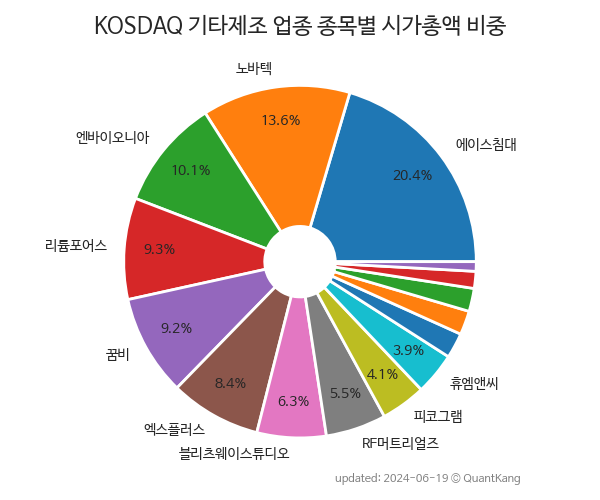 KOSDAQ 기타제조 업종 종목별 시가총액 비중
노바텍
13.6%
엔바이오니아
10.1%
에이스침대
20.4%
리튬포어스
9.3%
꿈비
9.2%
3.9%
휴엠앤씨
4.1%
8.4%
5.5%
6.3%
피코그램
엑스플러스
RF머트리얼즈
블리츠웨이스튜디오
updated: 2024-06-19 © QuantKang